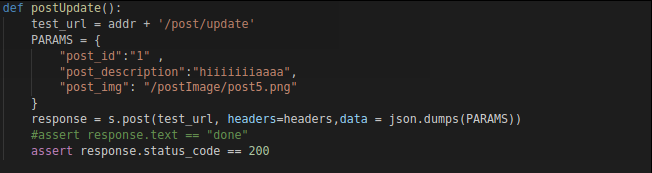 def postUpdate():
    test_url = addr + '/post/update'
    PARAMS = {
        "post_id":"1" ,
        "post_description":"hiiiiiiiaaaa",
        "post_img": "/postImage/post5.png"
    }
    response = s.post(test_url, headers=headers,data = json.dumps(PARAMS))
    #assert response.text == "done"
    assert response.status_code == 200